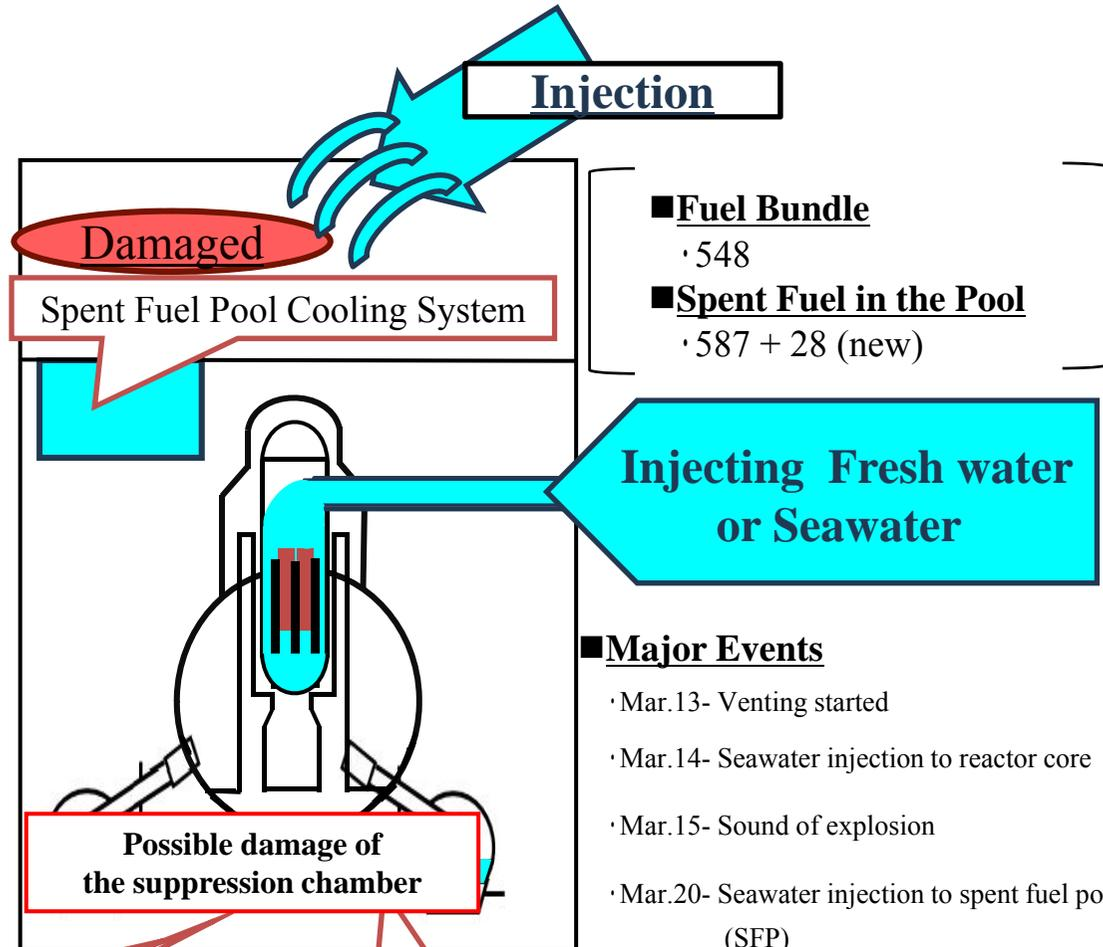 Injection
Damaged
Spent Fuel Pool Cooling System
■Fuel Bundle
・548
■Spent Fuel in the Pool
・587 + 28 (new)
Injecting Fresh water
or Seawater
■Major Events
・Mar.13- Venting started
・Mar.14- Seawater injection to reactor core
・Mar.15- Sound of explosion
・Mar.20- Seawater injection to spent fuel po
(SFP)
Possible damage of
the suppression chamber